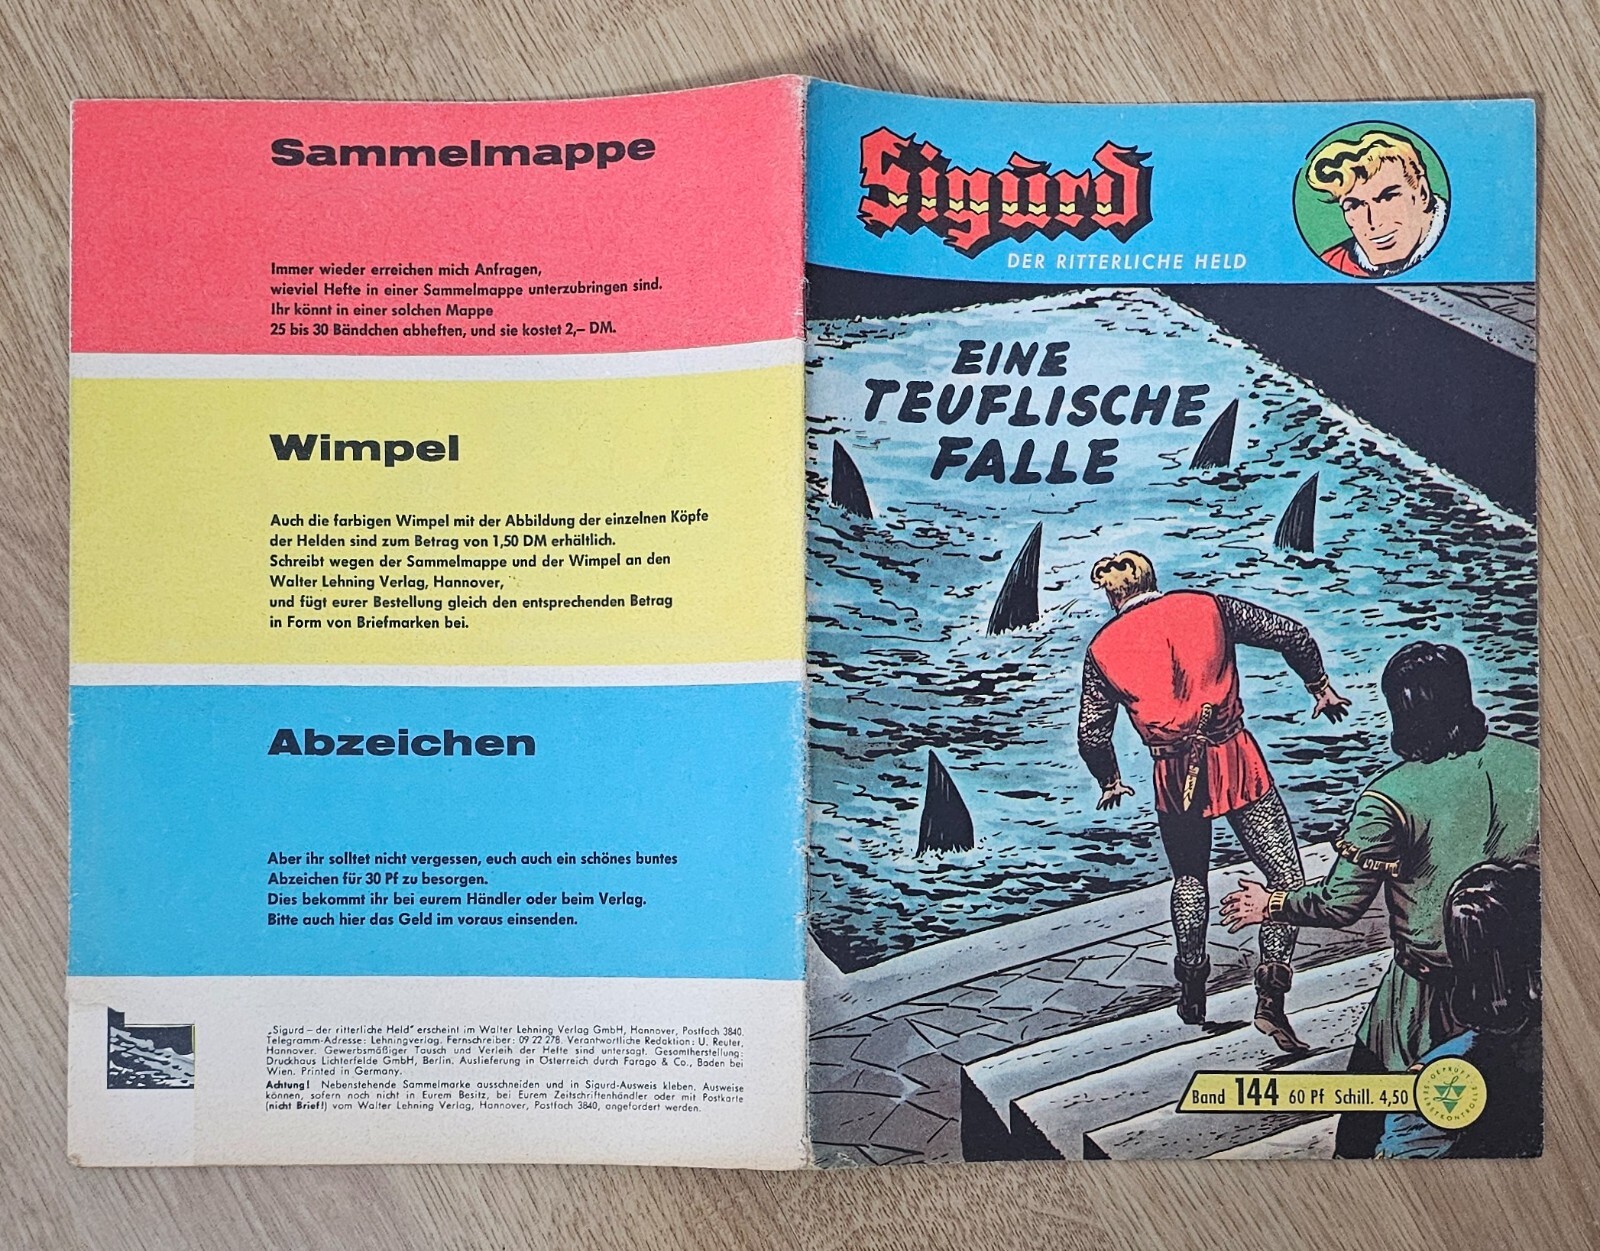 Sammelmappe
Immer wieder erreichen mich Anfragen,
wieviel Hefte in einer Sammelmappe unterzubringen sind.
Ihr könnt in einer solchen Mappe
25 bis 30 Bändchen abheften, und sie kostet 2,– DM.
Wimpel
Auch die farbigen Wimpel mit der Abbildung der einzelnen Köpfe
der Helden sind zum Betrag von 1,50 DM erhältlich.
Schreibt wegen der Sammelmappe und der Wimpel an den
Walter Lehning Verlag, Hannover,
und fügt eurer Bestellung gleich den entsprechenden Betrag
in Form von Briefmarken bei.
Abzeichen
Aber ihr solltet nicht vergessen, euch auch ein schönes buntes
Abzeichen für 30 Pf zu besorgen.
Dies bekommt ihr bei eurem Händler oder beim Verlag.
Bitte auch hier das Geld im voraus einsenden.
„Sigurd – der ritterliche Held" erscheint im Walter Lehning Verlag GmbH, Hannover, Postfach 3840,
Telegramm-Adresse: Lehningverlag. Fernschreiber: 09 22 278. Verantwortliche Redaktion: U. Reuter,
Hannover. Gewerbsmäßiger Tausch und Verleih der Hefte sind untersagt. Gesamtherstellung:
Druckhaus Lichterfelde GmbH, Berlin. Auslieferung in Österreich durch Farago & Co., Baden bei
Wien. Printed in Germany.
Achtung! Nebenstehende Sammelmarke ausschneiden und in Sigurd-Ausweis kleben. Ausweise
können, sofern noch nicht in Eurem Besitz, bei Eurem Zeitschriftenhändler oder mit Postkarte
(nicht Brief!) vom Walter Lehning Verlag, Hannover, Postfach 3840, angefordert werden.
Sigurd
DER RITTERLICHE HELD
EINE
TEUFLISCHE
FALLE
Band 144 60 Pf Schill. 4,50
GEPRÜFT
SELBSTKONTROLLE